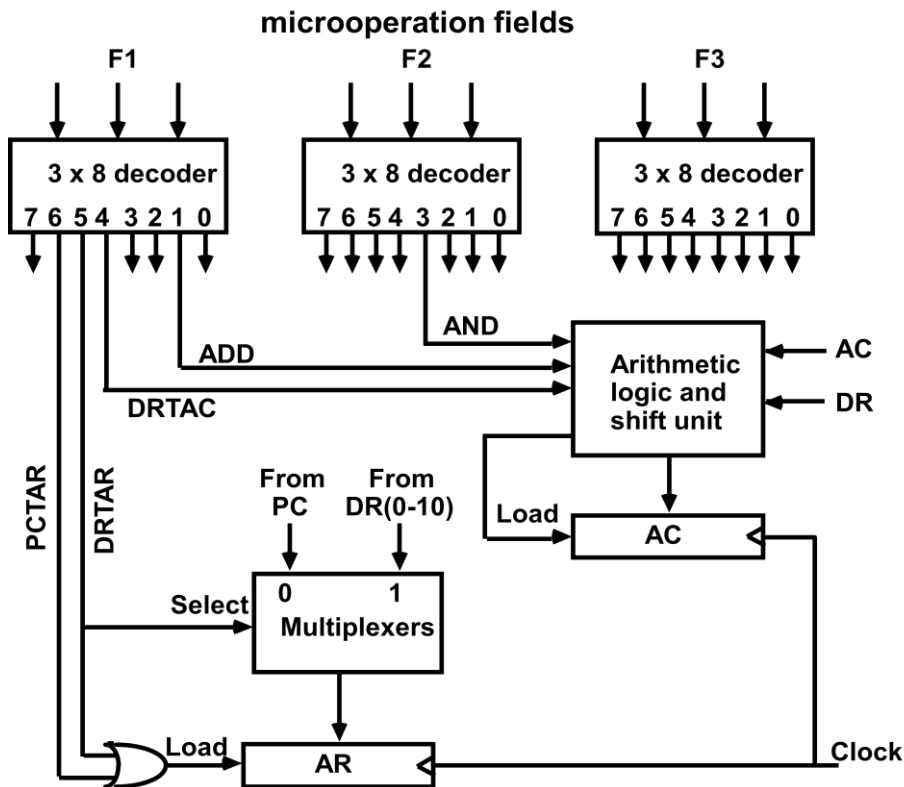 microoperation fields
F1 F2 F3
3 x 8 decoder 3 x 8 decoder 3 x 8 decoder
7 6 5 4 3 2 1 0 7 6 5 4 3 2 1 0 7 6 5 4 3 2 1 0
AND
ADD
DRTAC
Arithmetic
logic and
shift unit
AC
DR
PCTAR
DRTAR
From
PC
From
DR(0-10)
Load
AC
Select
0 1
Multiplexers
Load
AR
Clock